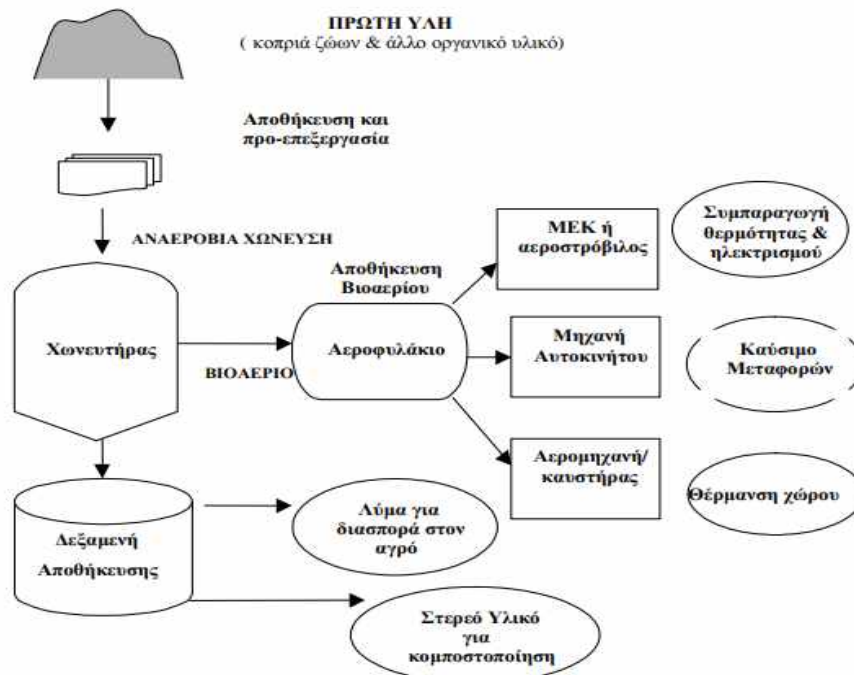 ΠΡΩΤΗ ΥΛΗ
( κοπριά ζώων & άλλο οργανικό υλικό)
Αποθήκευση και
προ-επεξεργασία
ΑΝΑΕΡΟΒΙΑ ΧΩΝΕΥΣΗ
Χωνευτήρας
ΒΙΟΑΕΡΙΟ
Αποθήκευση
Βιοαερίου
Αεροφυλάκιο
ΜΕΚ ή
αεροστρόβιλος
Συμπαραγωγή
θερμότητας &
ηλεκτρισμού
Μηχανή
Αυτοκινήτου
Καύσιμο
Μεταφορών
Αερομηχανή/
καυστήρας
Θέρμανση χώρου
Δεξαμενή
Αποθήκευσης
Λύμα για
διασπορά στον
αγρό
Στερεό Υλικό
για
κομποστοποίηση